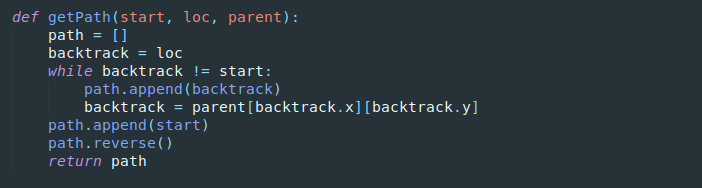 def getPath(start, loc, parent):
    path = []
    backtrack = loc
    while backtrack != start:
        path.append(backtrack)
        backtrack = parent[backtrack.x][backtrack.y]
    path.append(start)
    path.reverse()
    return path